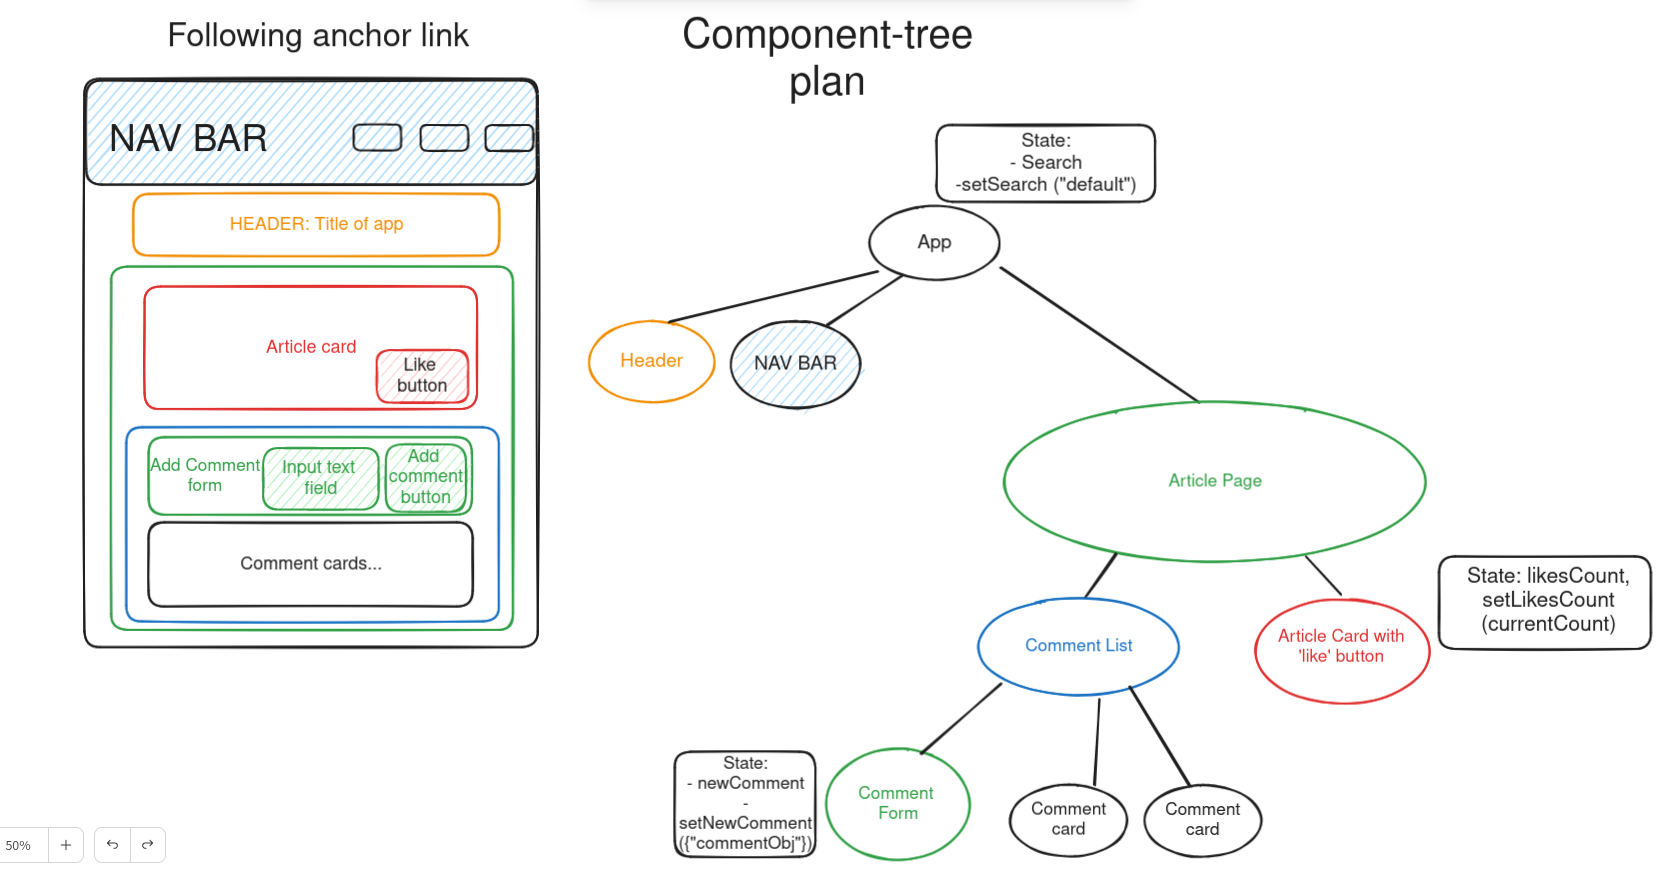 Following anchor link
Component-tree
plan
NAV BAR
HEADER: Title of app
Article card
Like
button
Add Comment
form
Input text
field
Add
comment
button
Comment cards...
State:
- Search
-setSearch ("default")
App
Header
NAV BAR
Article Page
State: likesCount,
setLikesCount
(currentCount)
Comment List
Article Card with
'like' button
State:
- newComment
-
setNewComment
({"commentObj"})
Comment
Form
Comment
card
Comment
card
50%